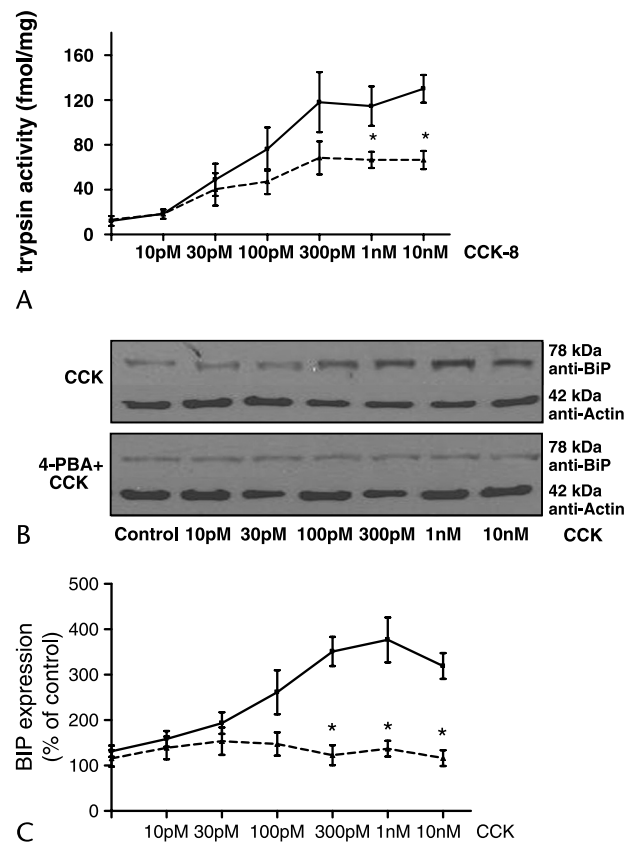 A
trypsin activity (fmol/mg)
160
120
80
40
0
* *
10pM 30pM 100pM 300pM 1nM 10nM CCK-8
B
CCK
78 kDa
anti-BiP
42 kDa
anti-Actin
4-PBA+
CCK
78 kDa
anti-BiP
42 kDa
anti-Actin
Control 10pM 30pM 100pM 300pM 1nM 10nM CCK
C
BIP expression
(% of control)
500
400
300
200
100
0
* * *
10pM 30pM 100pM 300pM 1nM 10nM CCK